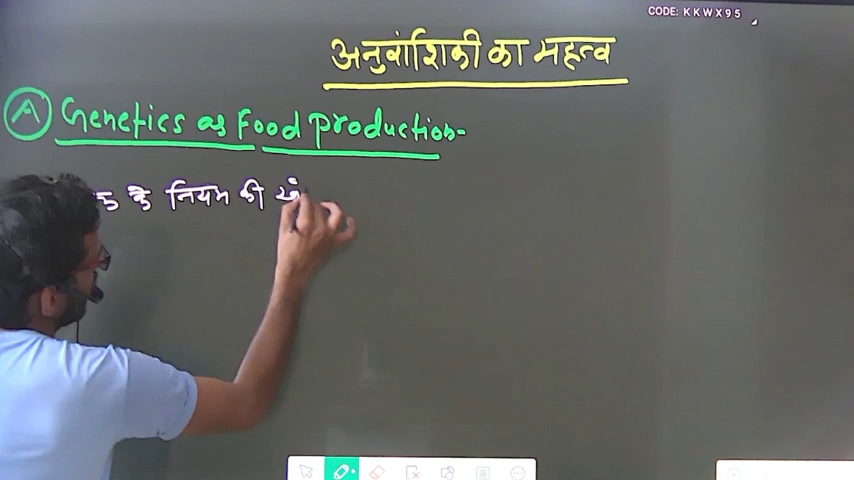 CODE: KKWX95
अनुवांशिकी का महत्व
A Genetics as Food production-
के नियम की